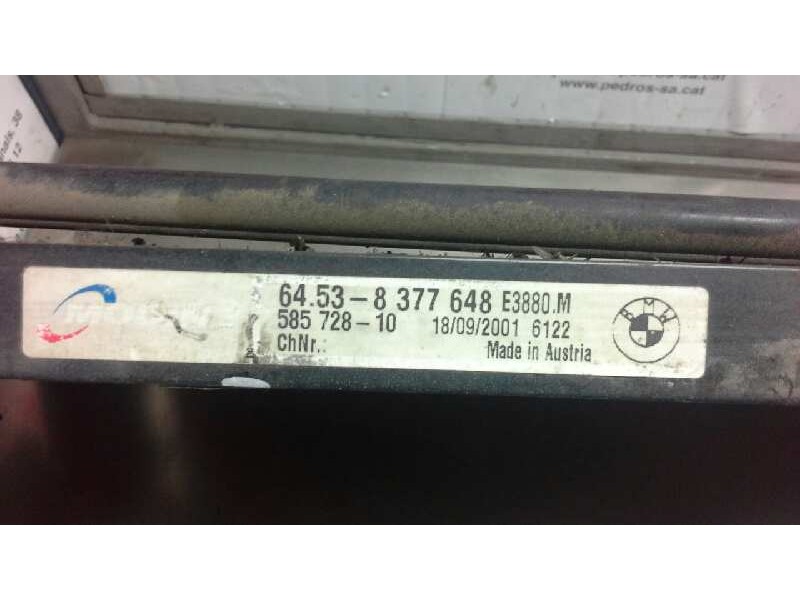 www.pedros-sa.cat
12
64.53-8 377 648 E3880.M
585 728-10 18/09/2001 6122
ChNr.:
Made in Austria
BMW